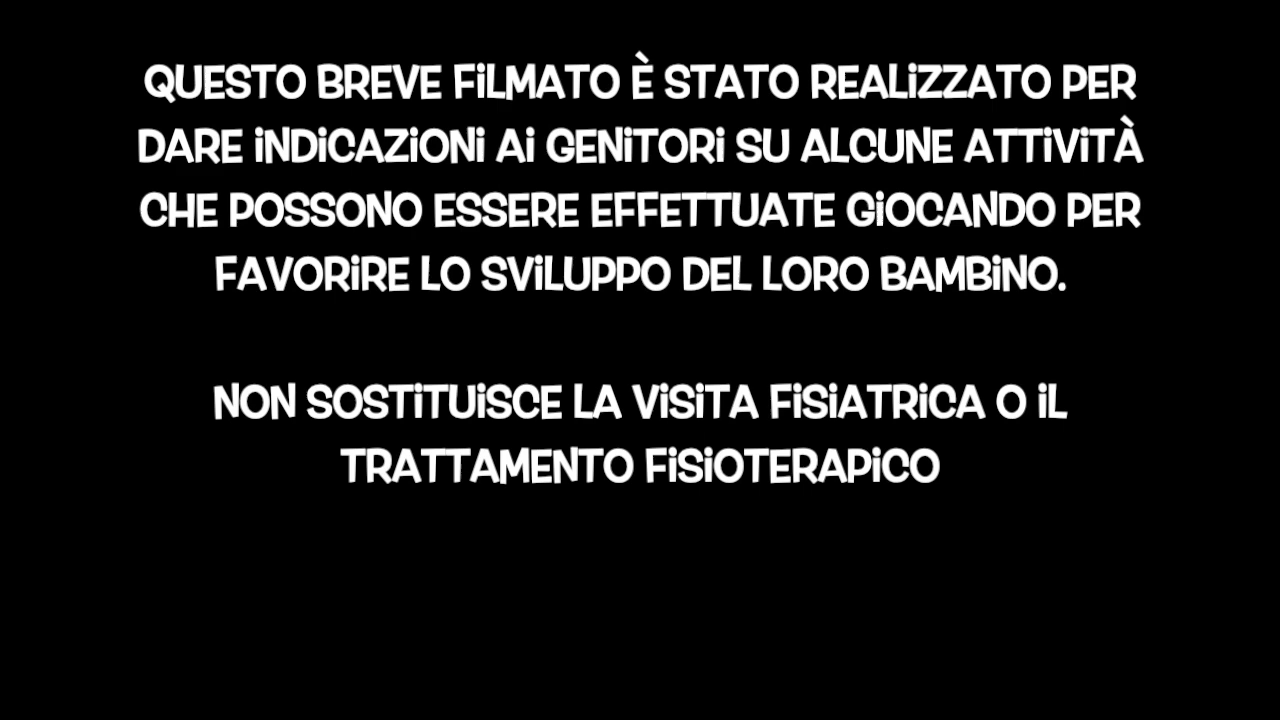 QUESTO BREVE FiLMATO È STATO REALiZZATO PER
DARE iNDiCAZiONi Ai GENiTORi SU ALCUNE ATTiViTÀ
CHE POSSONO ESSERE EFFETTUATE GiOCANDO PER
FAVORiRE LO SViLUPPO DEL LORO BAMBiNO.
NON SOSTiTUiSCE LA ViSiTA FiSiATRiCA O iL
TRATTAMENTO FiSiOTERAPiCO